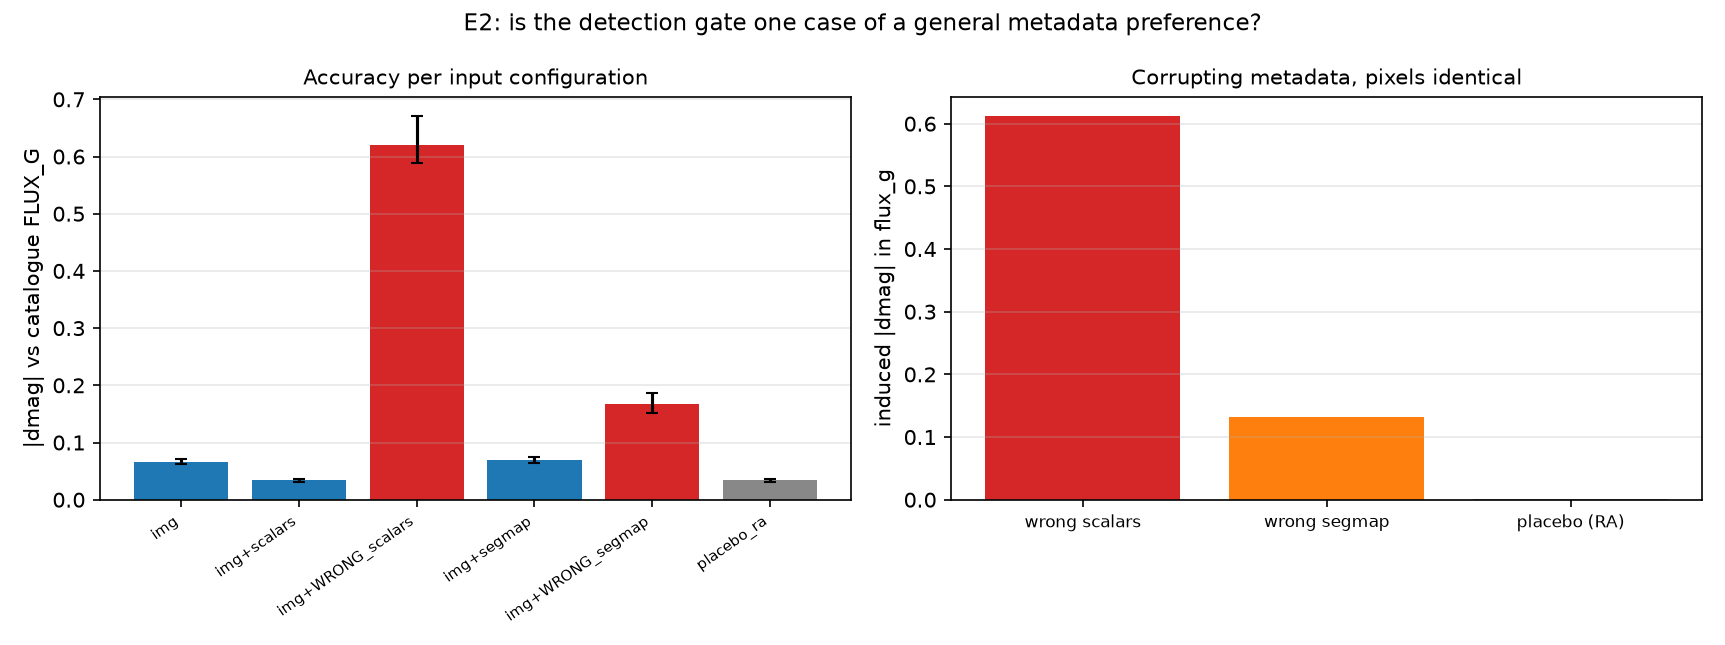 E2: is the detection gate one case of a general metadata preference?
Accuracy per input configuration
|dmag| vs catalogue FLUX_G
0.7
0.6
0.5
0.4
0.3
0.2
0.1
0.0
img
img+scalars
img+WRONG_scalars
img+segmap
img+WRONG_segmap
placebo_ra
Corrupting metadata, pixels identical
induced |dmag| in flux_g
0.6
0.5
0.4
0.3
0.2
0.1
0.0
wrong scalars
wrong segmap
placebo (RA)